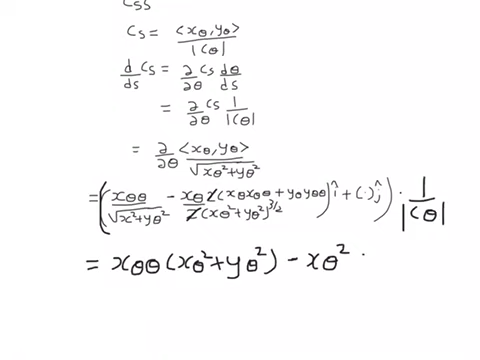 Css
Cs = <xθ, yθ> / |Cθ|
d/ds Cs = ∂/∂θ Cs dθ/ds
= ∂/∂θ Cs 1/|Cθ|
= ∂/∂θ <xθ, yθ> / √xθ²+yθ²
= (( xθθ / √x²+yθ² - xθ 2(xθxθθ + yθyθθ) / 2(xθ²+yθ²)^3/2 ) î + (·) ĵ ) · 1/|Cθ|
= xθθ(xθ²+yθ²) - xθ² ·